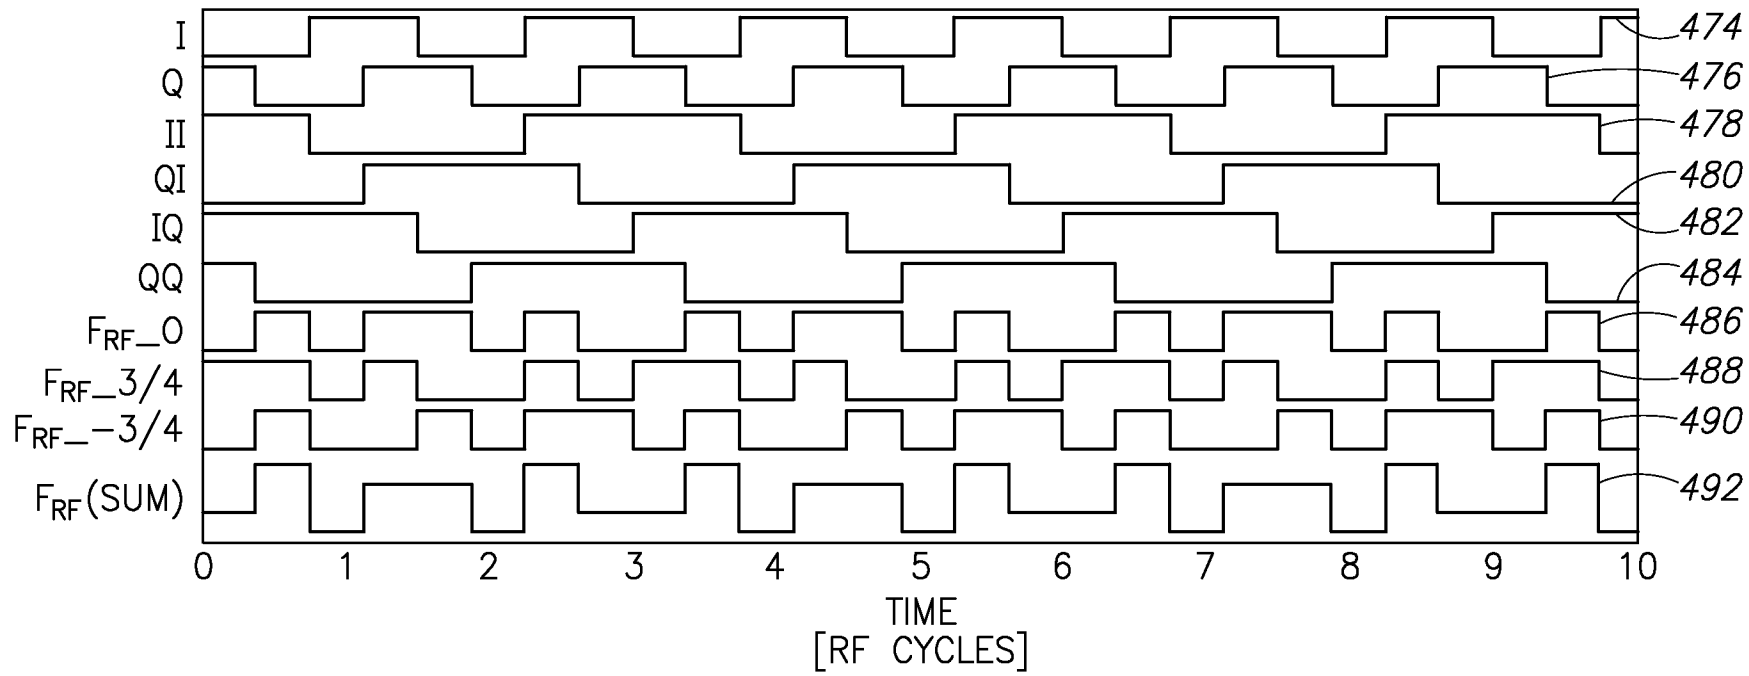 I 474
Q 476
II 478
QI 480
IQ 482
QQ 484
FRF_0 486
FRF_3/4 488
FRF_-3/4 490
FRF(SUM) 492
0 1 2 3 4 5 6 7 8 9 10
TIME
[RF CYCLES]